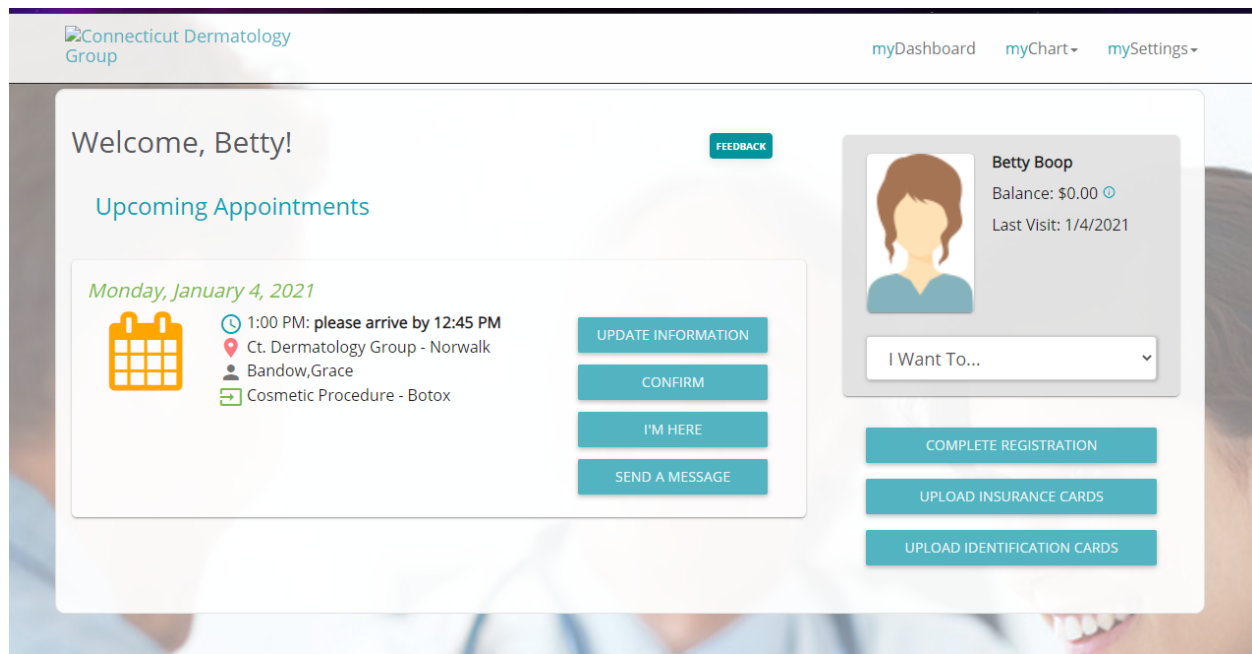 Connecticut Dermatology
Group
myDashboard myChart mySettings
Welcome, Betty!
FEEDBACK
Upcoming Appointments
Monday, January 4, 2021
1:00 PM: please arrive by 12:45 PM
Ct. Dermatology Group - Norwalk
Bandow,Grace
Cosmetic Procedure - Botox
UPDATE INFORMATION
CONFIRM
I'M HERE
SEND A MESSAGE
Betty Boop
Balance: $0.00
Last Visit: 1/4/2021
I Want To...
COMPLETE REGISTRATION
UPLOAD INSURANCE CARDS
UPLOAD IDENTIFICATION CARDS